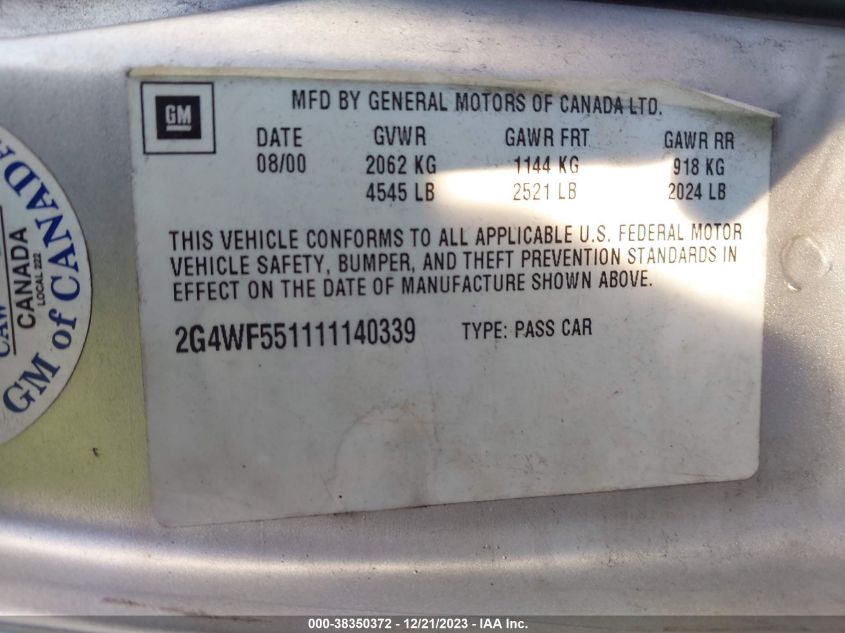 GM
MFD BY GENERAL MOTORS OF CANADA LTD.
DATE GVWR GAWR FRT GAWR RR
08/00 2062 KG 1144 KG 918 KG
4545 LB 2521 LB 2024 LB
THIS VEHICLE CONFORMS TO ALL APPLICABLE U.S. FEDERAL MOTOR
VEHICLE SAFETY, BUMPER, AND THEFT PREVENTION STANDARDS IN
EFFECT ON THE DATE OF MANUFACTURE SHOWN ABOVE.
2G4WF551111140339 TYPE: PASS CAR
CAW
CANADA
LOCAL 222
GM of CANADA
000-38350372 - 12/21/2023 - IAA Inc.